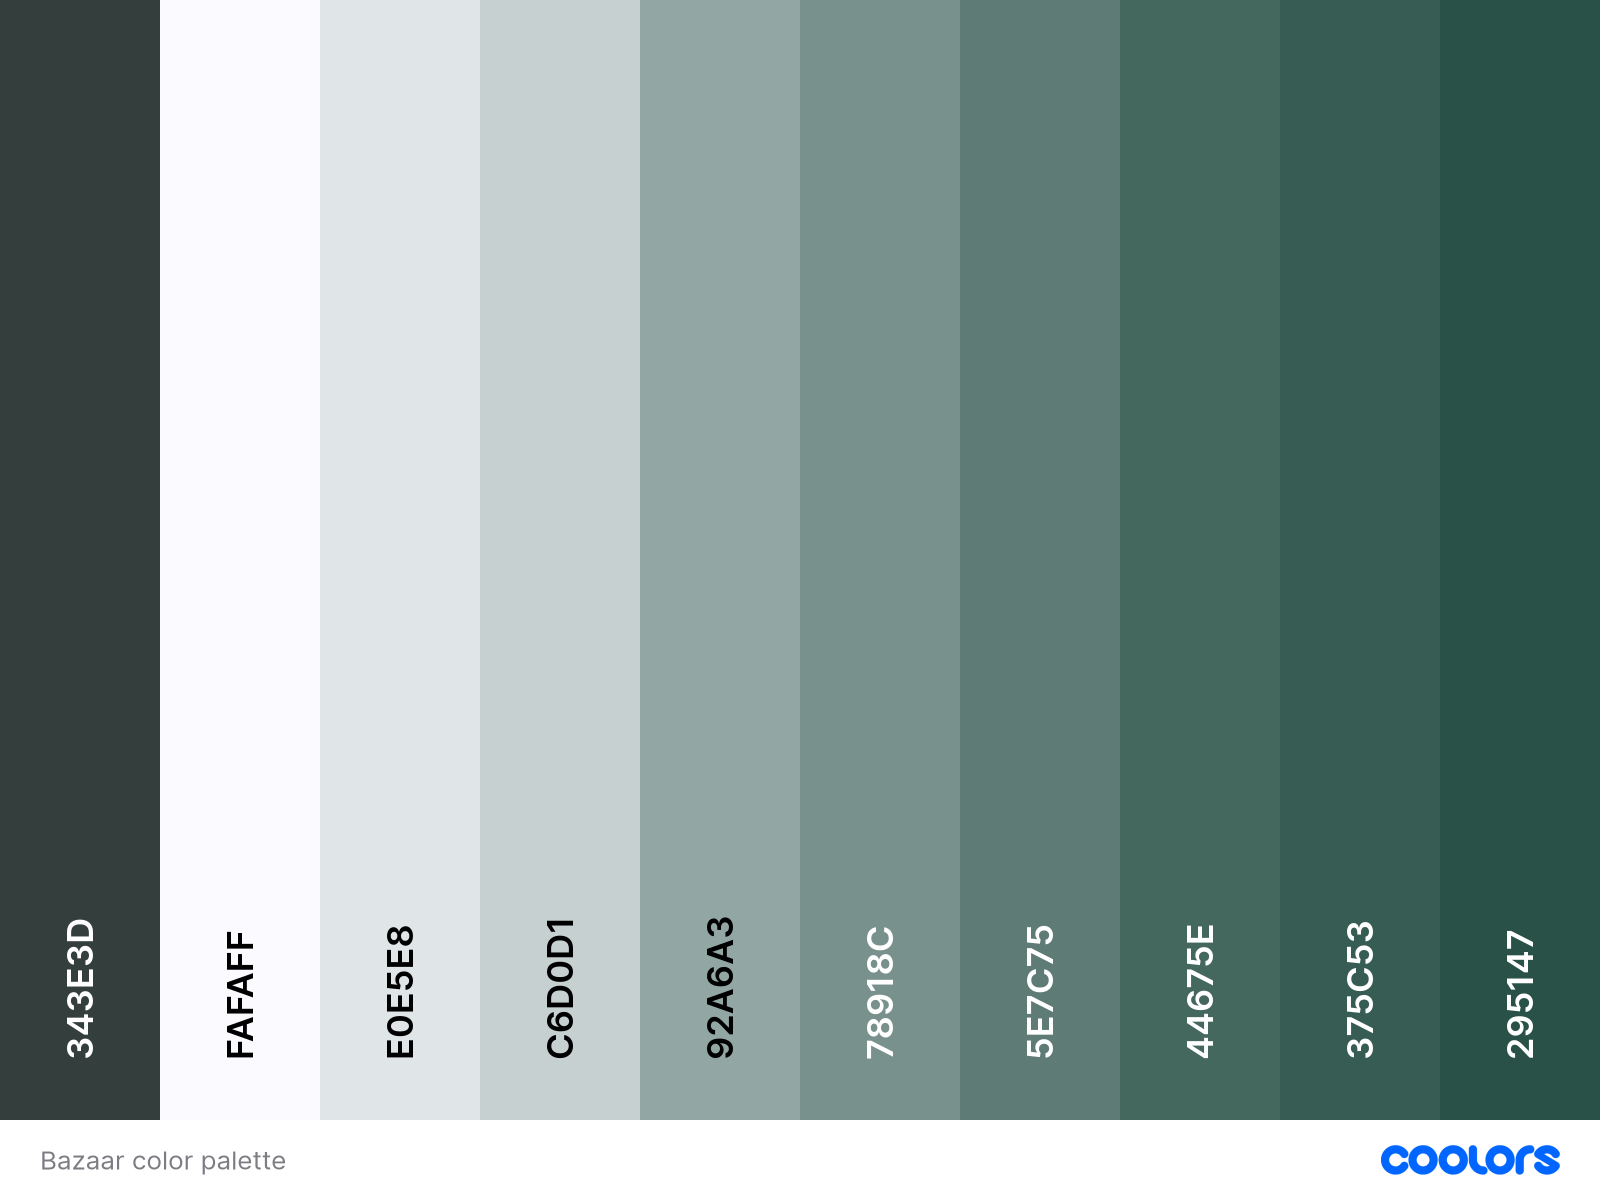 343E3D
FAFAFF
E0E5E8
C6D0D1
92A6A3
78918C
5E7C75
44675E
375C53
295147
Bazaar color palette
coolors